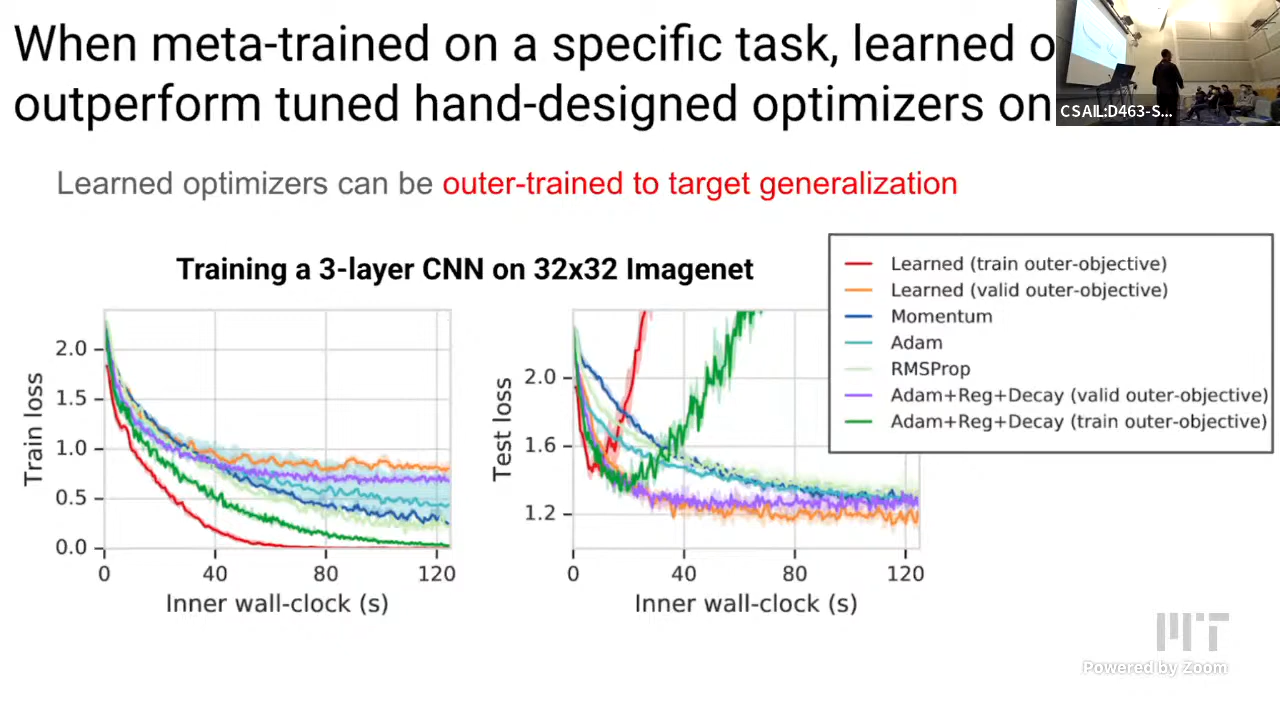 When meta-trained on a specific task, learned o
outperform tuned hand-designed optimizers on
CSAIL:D463-S...
Learned optimizers can be outer-trained to target generalization
Training a 3-layer CNN on 32x32 Imagenet
Learned (train outer-objective)
Learned (valid outer-objective)
Momentum
Adam
RMSProp
Adam+Reg+Decay (valid outer-objective)
Adam+Reg+Decay (train outer-objective)
Train loss
2.0
1.5
1.0
0.5
0.0
0 40 80 120
Inner wall-clock (s)
Test loss
2.0
1.6
1.2
0 40 80 120
Inner wall-clock (s)
MIT
Powered by Zoom